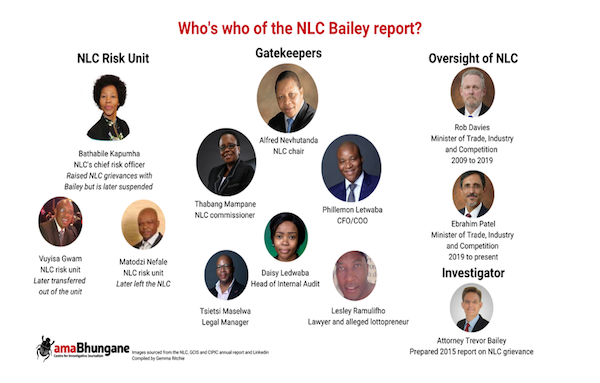 Who's who of the NLC Bailey report?
NLC Risk Unit
Bathabile Kapumha
NLC's chief risk officer
Raised NLC grievances with
Bailey but is later suspended
Vuyisa Gwam
NLC risk unit
Later transferred
out of the unit
Matodzi Nefale
NLC risk unit
Later left the NLC
Gatekeepers
Alfred Nevhutanda
NLC chair
Thabang Mampane
NLC commissioner
Phillemon Letwaba
CFO/COO
Daisy Ledwaba
Head of Internal Audit
Tsietsi Maselwa
Legal Manager
Lesley Ramulifho
Lawyer and alleged lottopreneur
Oversight of NLC
Rob Davies
Minister of Trade, Industry
and Competition
2009 to 2019
Ebrahim Patel
Minister of Trade, Industry
and Competition
2019 to present
Investigator
Attorney Trevor Bailey
Prepared 2015 report on NLC grievance
amaBhungane
Centre for Investigative Journalism
Images sourced from the NLC, GCIS and CIPIC annual report and Linkedin
Compiled by Gemma Ritchie